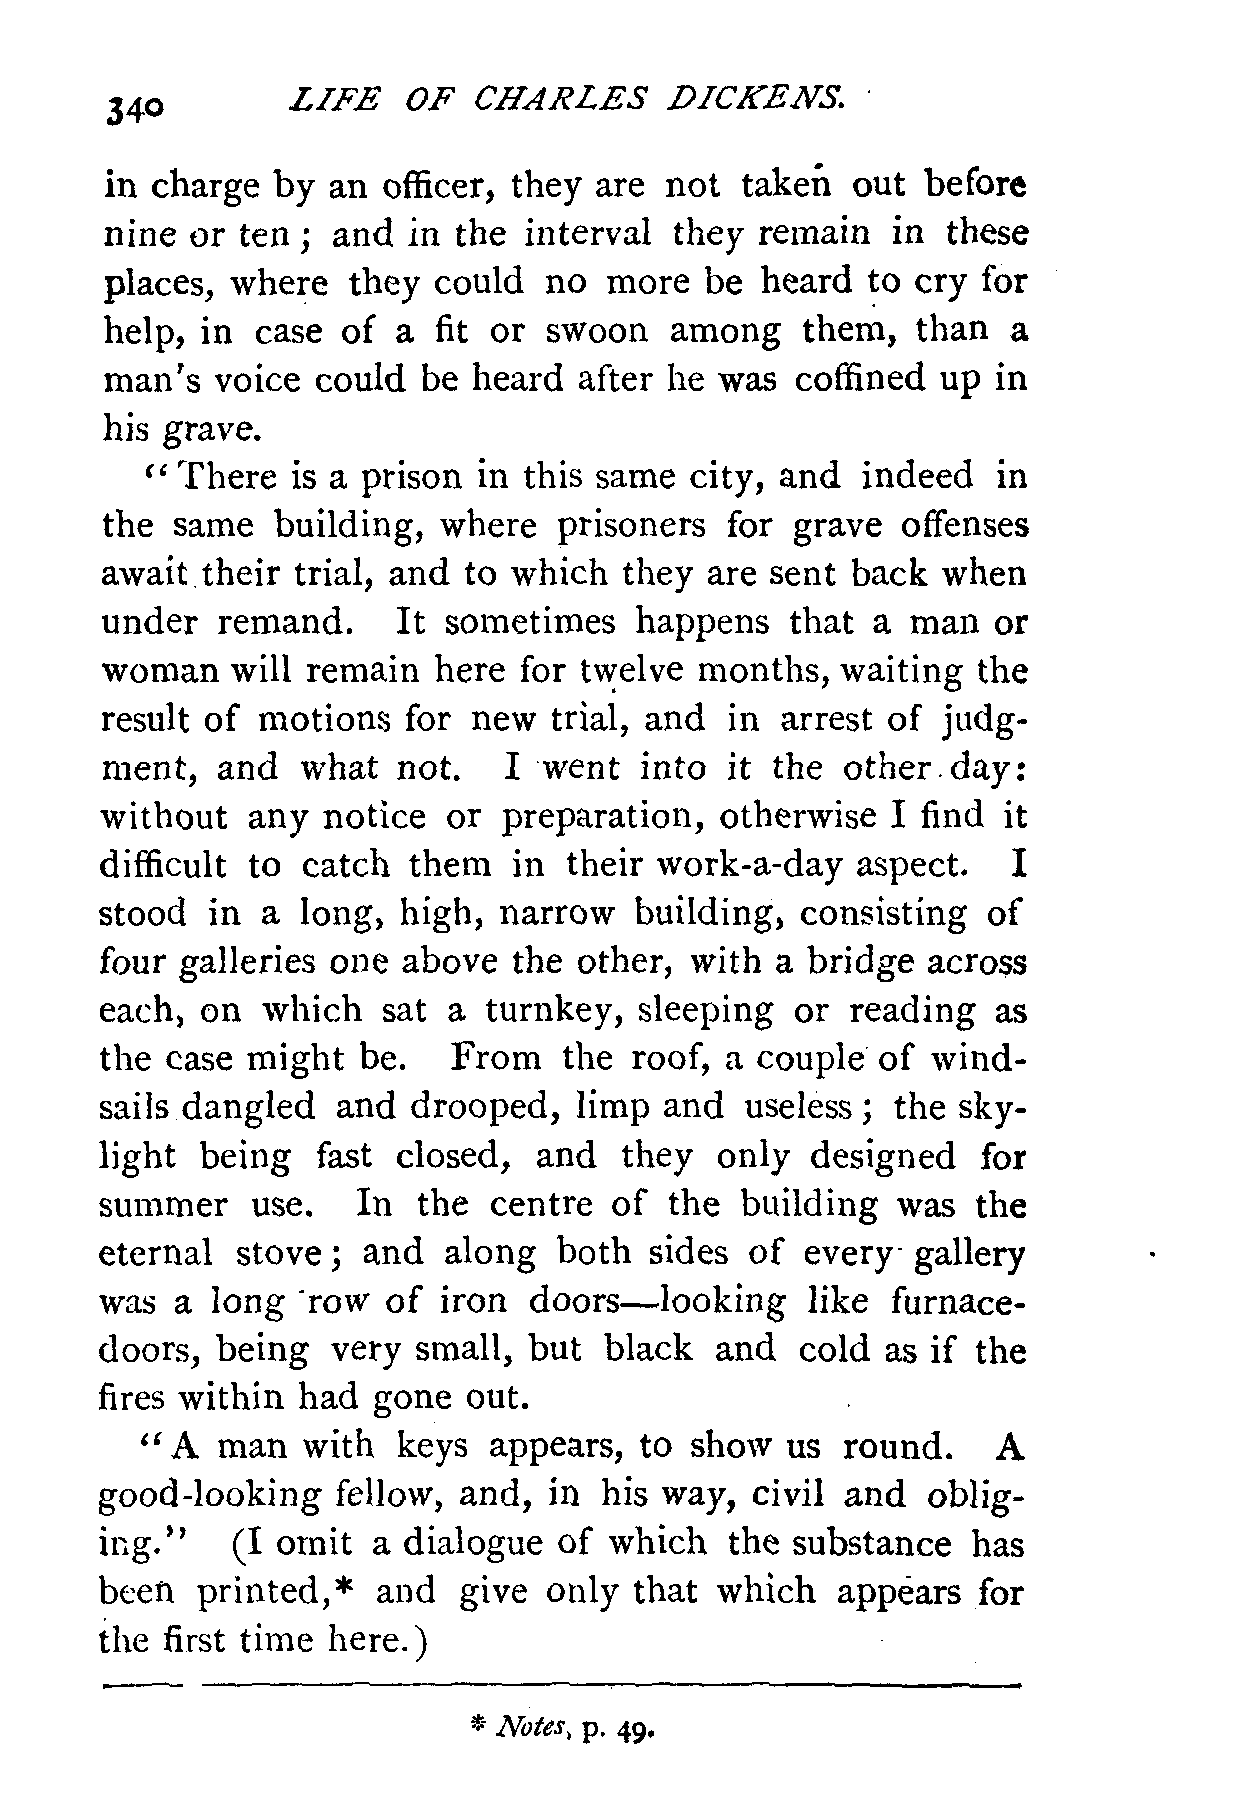 340 LIFE OF CHARLES DICKENS.
in charge by an officer, they are not taken out before
nine or ten ; and in the interval they remain in these
places, where they could no more be heard to cry for
help, in case of a fit or swoon among them, than a
man's voice could be heard after he was coffined up in
his grave.
“ There is a prison in this same city, and indeed in
the same building, where prisoners for grave offenses
await their trial, and to which they are sent back when
under remand. It sometimes happens that a man or
woman will remain here for twelve months, waiting the
result of motions for new trial, and in arrest of judg-
ment, and what not. I went into it the other day:
without any notice or preparation, otherwise I find it
difficult to catch them in their work-a-day aspect. I
stood in a long, high, narrow building, consisting of
four galleries one above the other, with a bridge across
each, on which sat a turnkey, sleeping or reading as
the case might be. From the roof, a couple of wind-
sails dangled and drooped, limp and useless ; the sky-
light being fast closed, and they only designed for
summer use. In the centre of the building was the
eternal stove ; and along both sides of every gallery
was a long row of iron doors—looking like furnace-
doors, being very small, but black and cold as if the
fires within had gone out.
“ A man with keys appears, to show us round. A
good-looking fellow, and, in his way, civil and oblig-
ing.” (I omit a dialogue of which the substance has
been printed,* and give only that which appears for
the first time here.)
* Notes, p. 49.